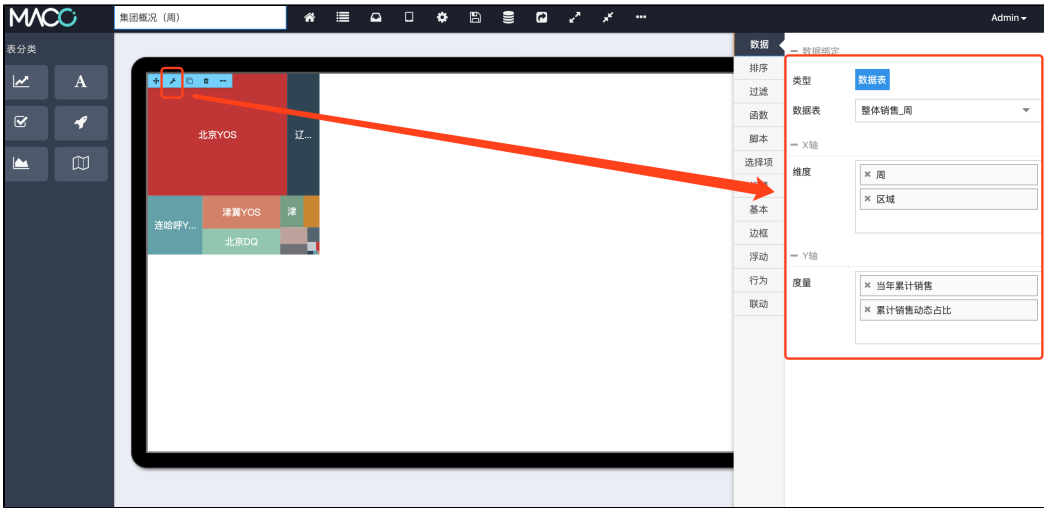 MACC
集团概况（周）
Admin
表分类
北京YOS
辽...
连哈呼Y...
津冀YOS
津
北京DQ
数据
排序
过滤
函数
脚本
选择项
基本
边框
浮动
行为
联动
数据绑定
类型
数据表
数据表
整体销售_周
X轴
维度
× 周
× 区域
Y轴
度量
× 当年累计销售
× 累计销售动态占比